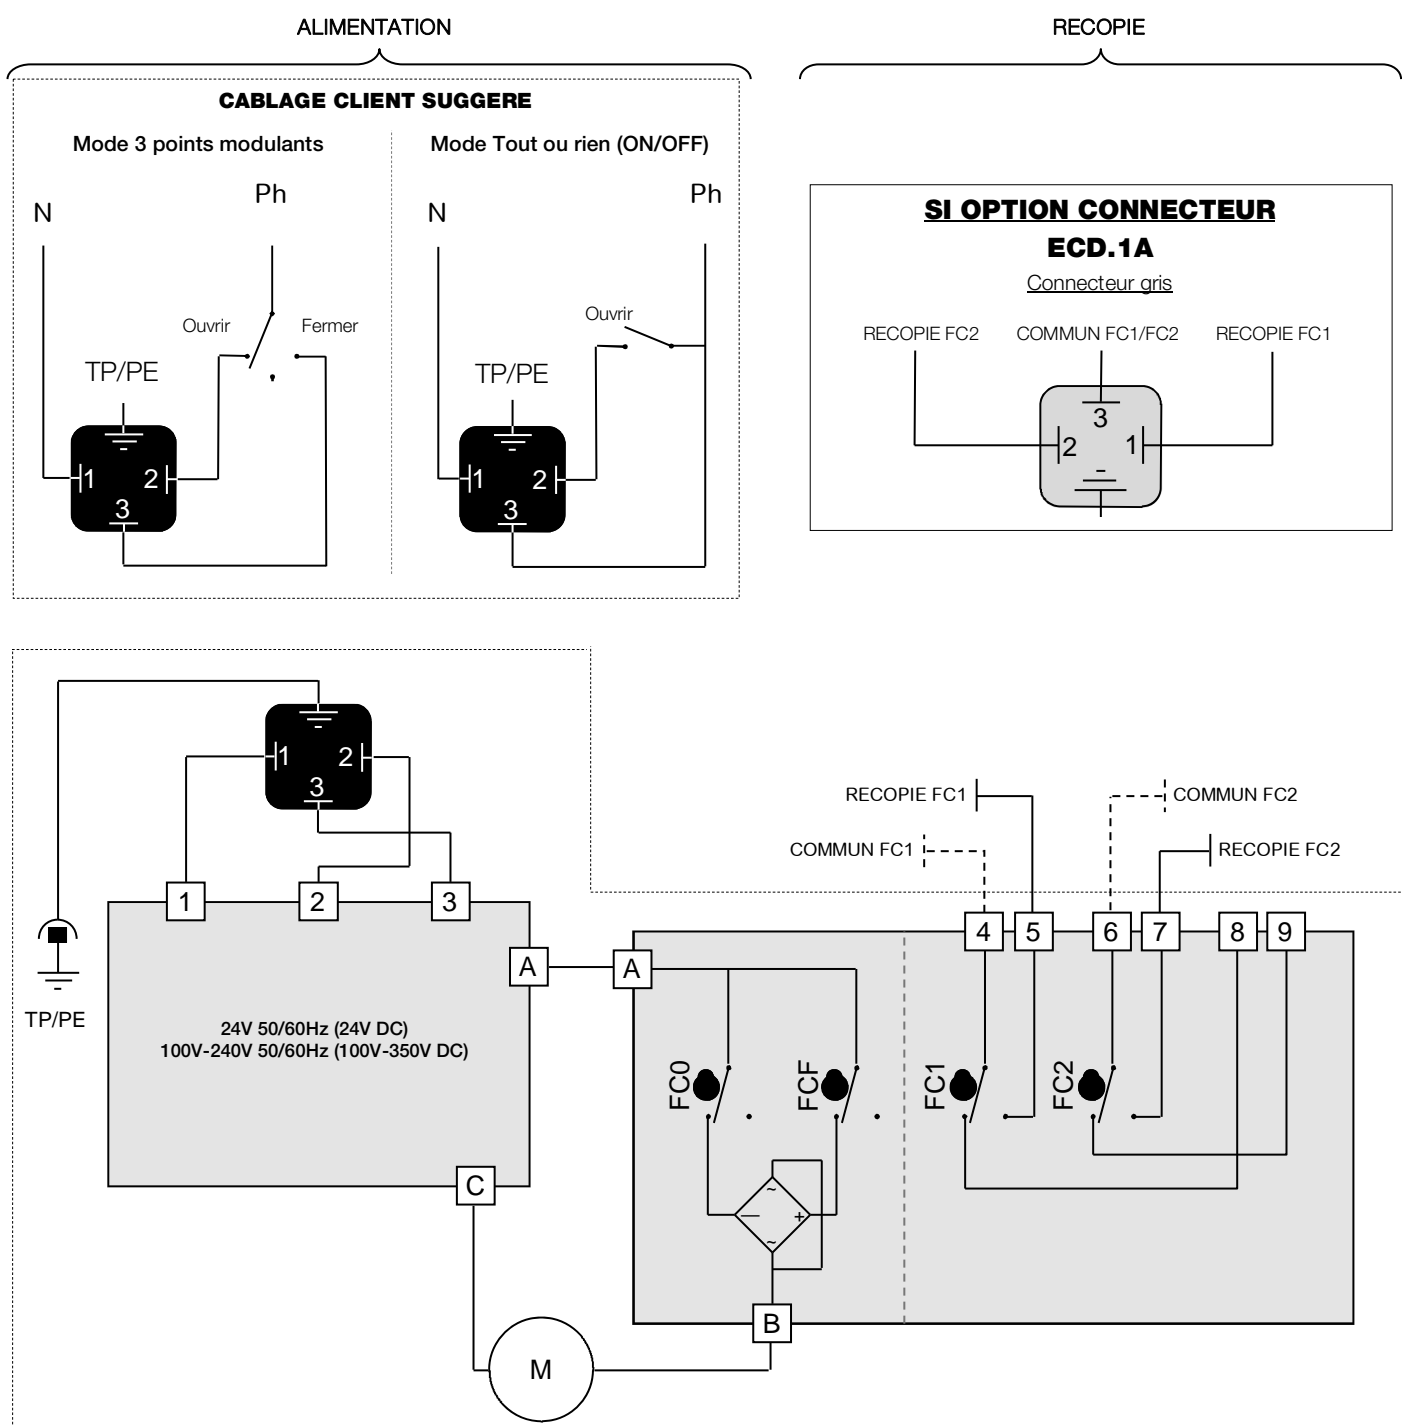 ALIMENTATION
RECOPIE
CABLAGE CLIENT SUGGERE
Mode 3 points modulants
Mode Tout ou rien (ON/OFF)
N
Ph
Ouvrir
Fermer
TP/PE
1
2
3
N
Ph
Ouvrir
TP/PE
1
2
3
SI OPTION CONNECTEUR
ECD.1A
Connecteur gris
RECOPIE FC2
COMMUN FC1/FC2
RECOPIE FC1
3
2
1
1
2
3
TP/PE
1
2
3
A
24V 50/60Hz (24V DC)
100V-240V 50/60Hz (100V-350V DC)
C
M
RECOPIE FC1
COMMUN FC2
COMMUN FC1
RECOPIE FC2
4
5
6
7
8
9
A
FC0
FCF
FC1
FC2
~
—
+
~
B